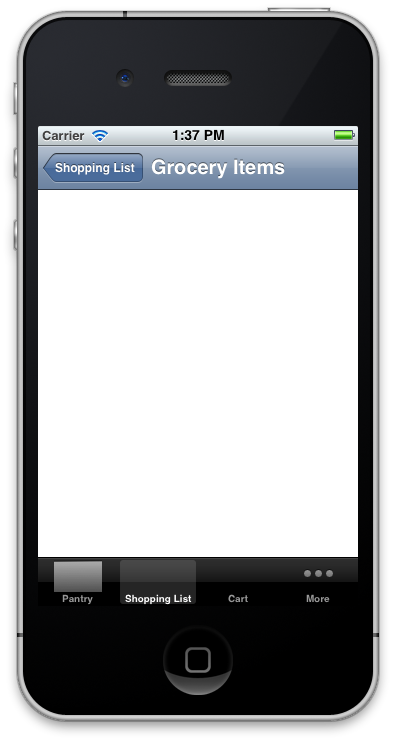 Carrier 1:37 PM
Shopping List Grocery Items
Pantry Shopping List Cart More